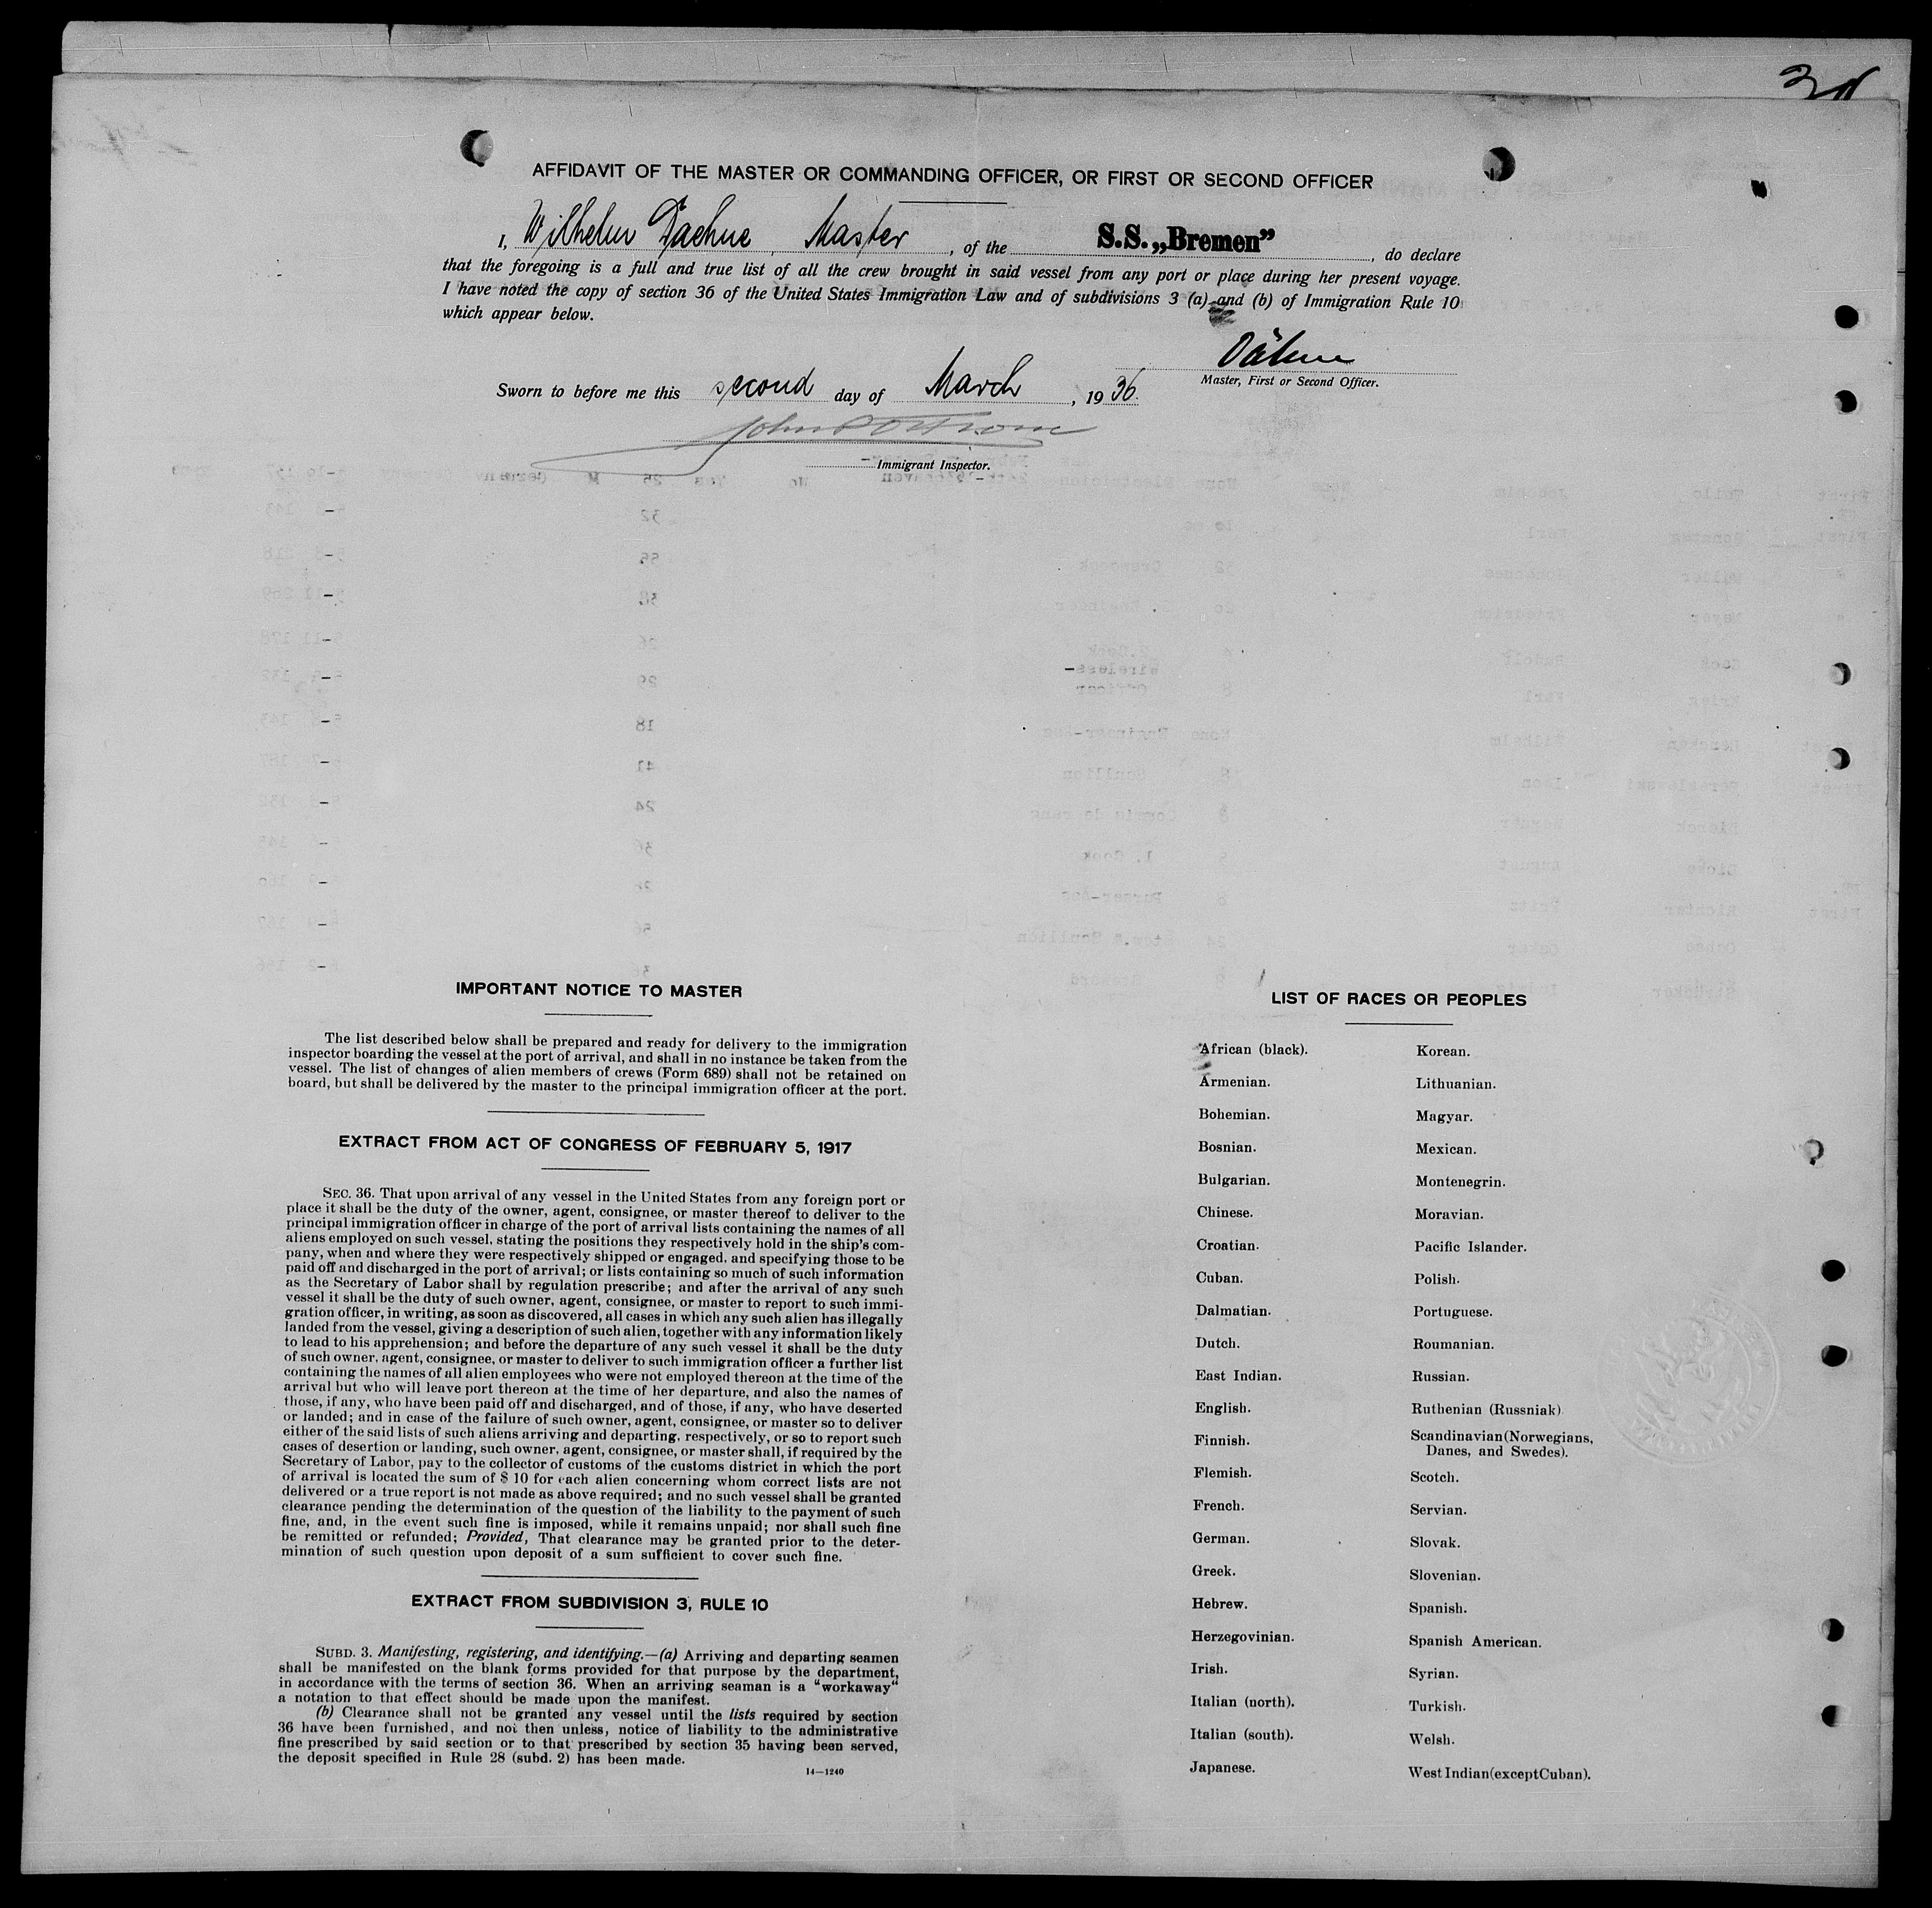 AFFIDAVIT OF THE MASTER OR COMMANDING OFFICER, OR FIRST OR SECOND OFFICER
I, Wilhelm Daehne, Master, of the S.S. „Bremen”, do declare
that the foregoing is a full and true list of all the crew brought in said vessel from any port or place during her present voyage.
I have noted the copy of section 36 of the United States Immigration Law and of subdivisions 3 (a) and (b) of Immigration Rule 10
which appear below.
Master, First or Second Officer.
Sworn to before me this second day of March, 1936.
Immigrant Inspector.
IMPORTANT NOTICE TO MASTER
The list described below shall be prepared and ready for delivery to the immigration
inspector boarding the vessel at the port of arrival, and shall in no instance be taken from the
vessel. The list of changes of alien members of crews (Form 689) shall not be retained on
board, but shall be delivered by the master to the principal immigration officer at the port.
EXTRACT FROM ACT OF CONGRESS OF FEBRUARY 5, 1917
SEC. 36. That upon arrival of any vessel in the United States from any foreign port or
place it shall be the duty of the owner, agent, consignee, or master thereof to deliver to the
principal immigration officer in charge of the port of arrival lists containing the names of all
aliens employed on such vessel, stating the positions they respectively hold in the ship's com-
pany, when and where they were respectively shipped or engaged, and specifying those to be
paid off and discharged in the port of arrival; or lists containing so much of such information
as the Secretary of Labor shall by regulation prescribe; and after the arrival of any such
vessel it shall be the duty of such owner, agent, consignee, or master to report to such immi-
gration officer, in writing, as soon as discovered, all cases in which any such alien has illegally
landed from the vessel, giving a description of such alien, together with any information likely
to lead to his apprehension; and before the departure of any such vessel it shall be the duty
of such owner, agent, consignee, or master to deliver to such immigration officer a further list
containing the names of all alien employees who were not employed thereon at the time of the
arrival but who will leave port thereon at the time of her departure, and also the names of
those, if any, who have been paid off and discharged, and of those, if any, who have deserted
or landed; and in case of the failure of such owner, agent, consignee, or master so to deliver
either of the said lists of such aliens arriving and departing, respectively, or so to report such
cases of desertion or landing, such owner, agent, consignee, or master shall, if required by the
Secretary of Labor, pay to the collector of customs of the customs district in which the port
of arrival is located the sum of $ 10 for each alien concerning whom correct lists are not
delivered or a true report is not made as above required; and no such vessel shall be granted
clearance pending the determination of the question of the liability to the payment of such
fine, and, in the event such fine is imposed, while it remains unpaid; nor shall such fine
be remitted or refunded; Provided, That clearance may be granted prior to the deter-
mination of such question upon deposit of a sum sufficient to cover such fine.
EXTRACT FROM SUBDIVISION 3, RULE 10
SUBD. 3. Manifesting, registering, and identifying.—(a) Arriving and departing seamen
shall be manifested on the blank forms provided for that purpose by the department,
in accordance with the terms of section 36. When an arriving seaman is a “workaway“
a notation to that effect should be made upon the manifest.
(b) Clearance shall not be granted any vessel until the lists required by section
36 have been furnished, and not then unless, notice of liability to the administrative
fine prescribed by said section or to that prescribed by section 35 having been served,
the deposit specified in Rule 28 (subd. 2) has been made.
14—1240
LIST OF RACES OR PEOPLES
African (black).
Armenian.
Bohemian.
Bosnian.
Bulgarian.
Chinese.
Croatian.
Cuban.
Dalmatian.
Dutch.
East Indian.
English.
Finnish.
Flemish.
French.
German.
Greek.
Hebrew.
Herzegovinian.
Irish.
Italian (north).
Italian (south).
Japanese.
Korean.
Lithuanian.
Magyar.
Mexican.
Montenegrin.
Moravian.
Pacific Islander.
Polish.
Portuguese.
Roumanian.
Russian.
Ruthenian (Russniak)
Scandinavian(Norwegians,
Danes, and Swedes).
Scotch.
Servian.
Slovak.
Slovenian.
Spanish.
Spanish American.
Syrian.
Turkish.
Welsh.
West Indian(except Cuban).